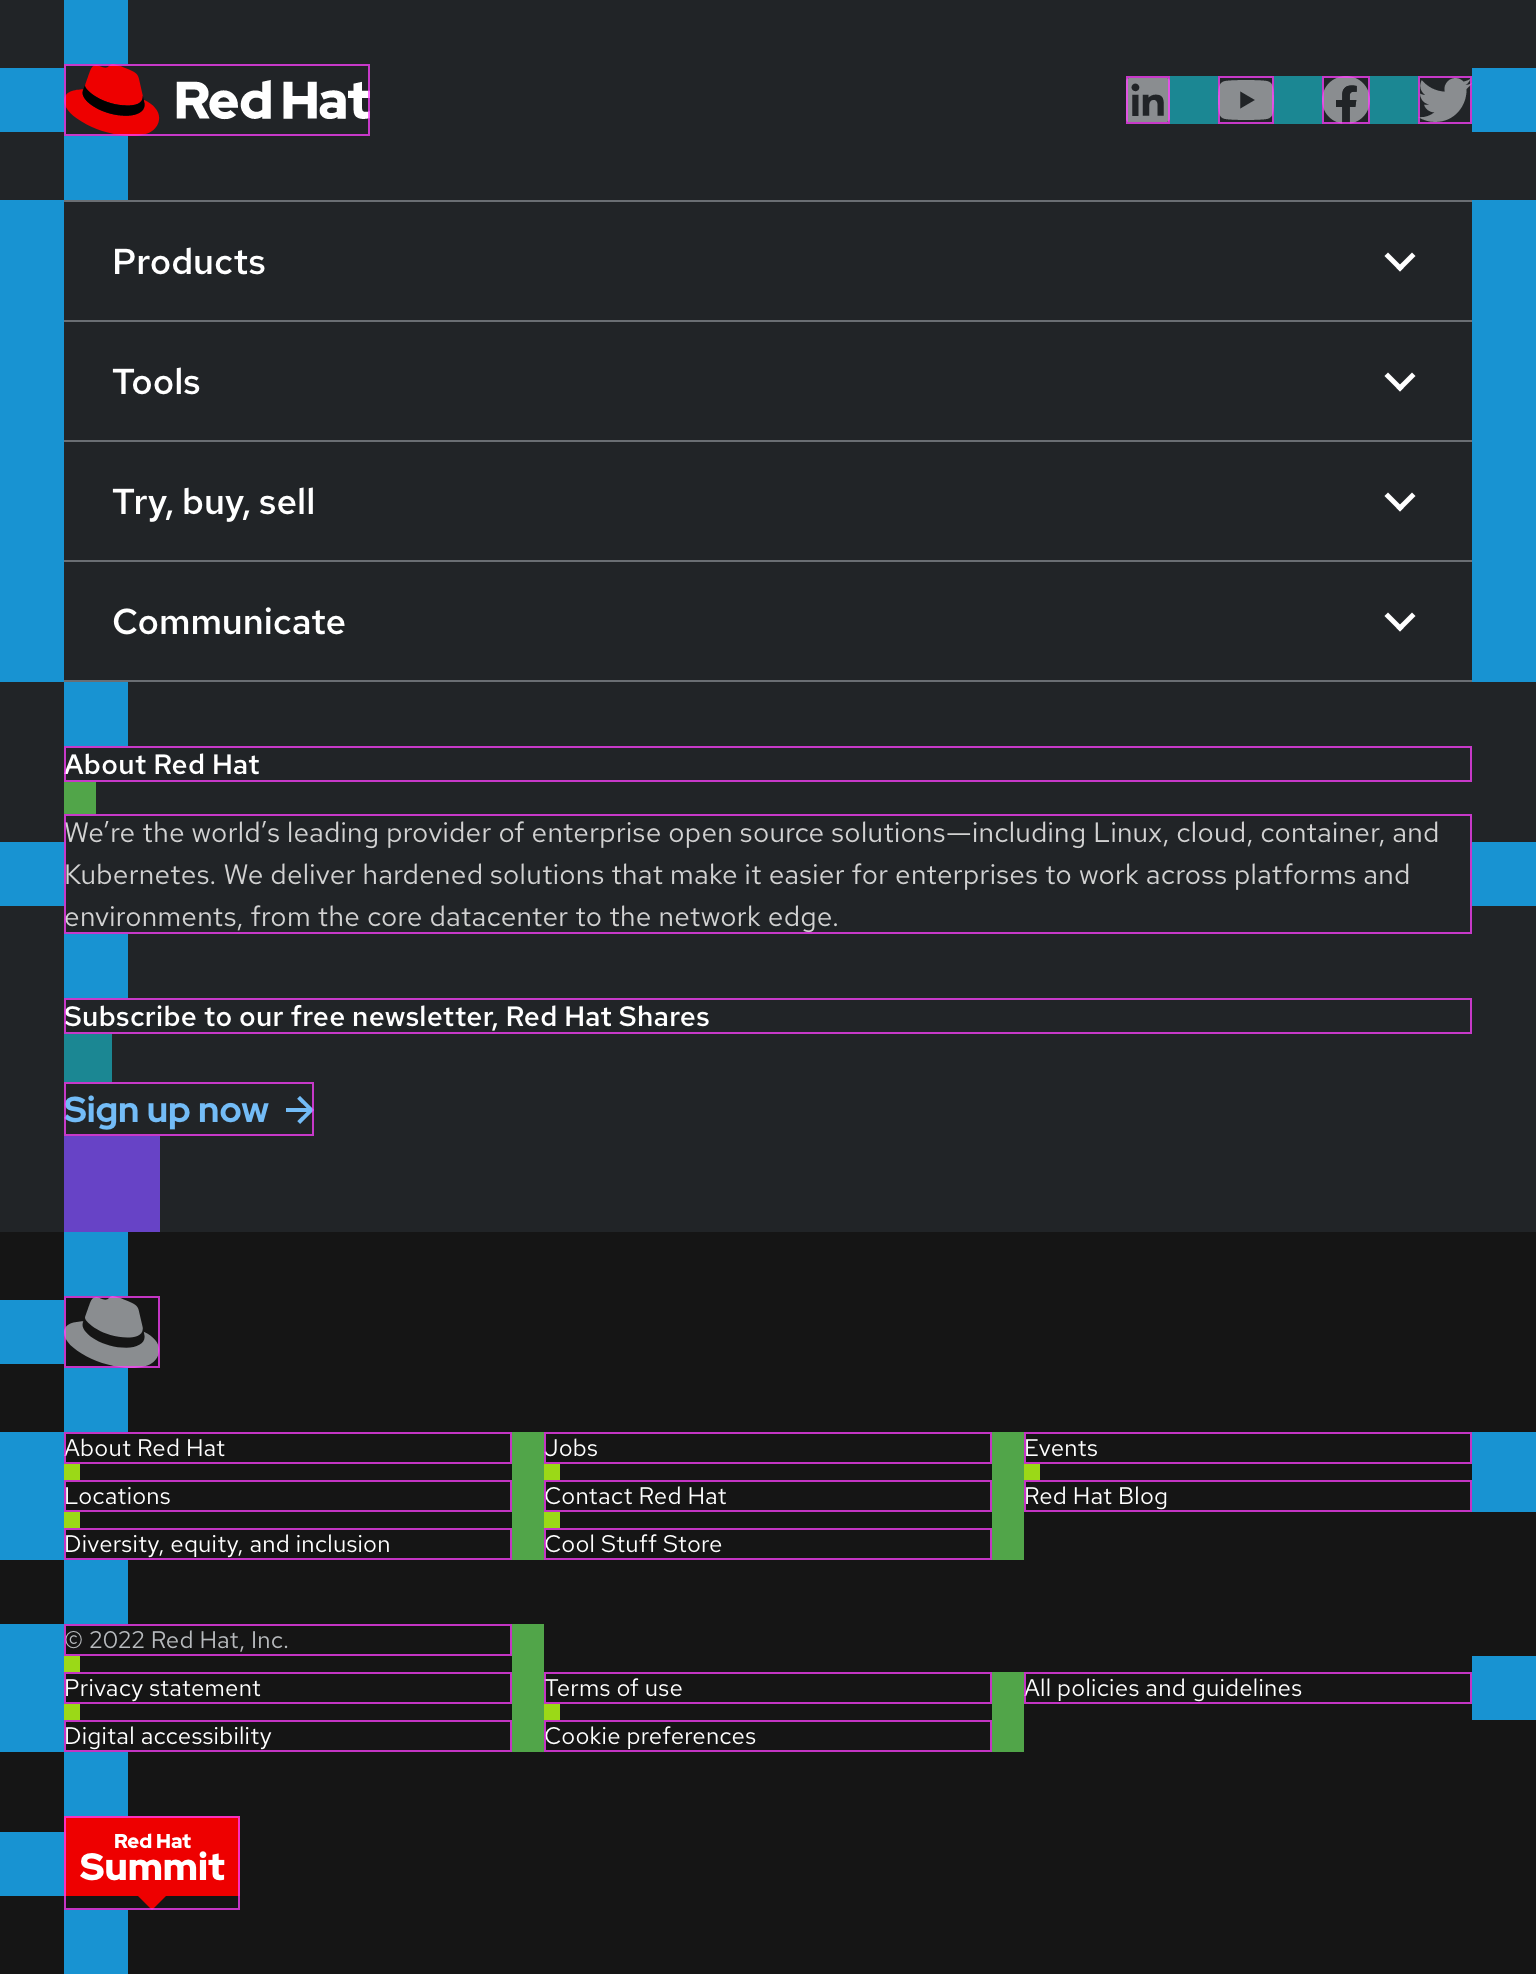 Red Hat
in
Products
Tools
Try, buy, sell
Communicate
About Red Hat
We’re the world’s leading provider of enterprise open source solutions—including Linux, cloud, container, and
Kubernetes. We deliver hardened solutions that make it easier for enterprises to work across platforms and
environments, from the core datacenter to the network edge.
Subscribe to our free newsletter, Red Hat Shares
Sign up now →
About Red Hat
Jobs
Events
Locations
Contact Red Hat
Red Hat Blog
Diversity, equity, and inclusion
Cool Stuff Store
© 2022 Red Hat, Inc.
Privacy statement
Terms of use
All policies and guidelines
Digital accessibility
Cookie preferences
Red Hat
Summit